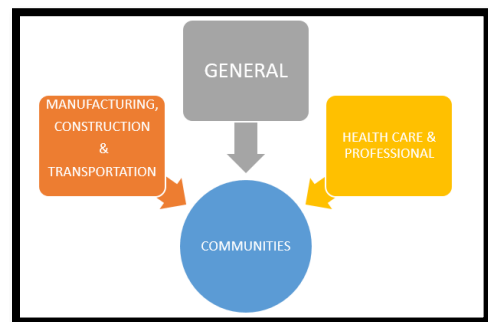 GENERAL
MANUFACTURING,
CONSTRUCTION
&
TRANSPORTATION
HEALTH CARE &
PROFESSIONAL
COMMUNITIES